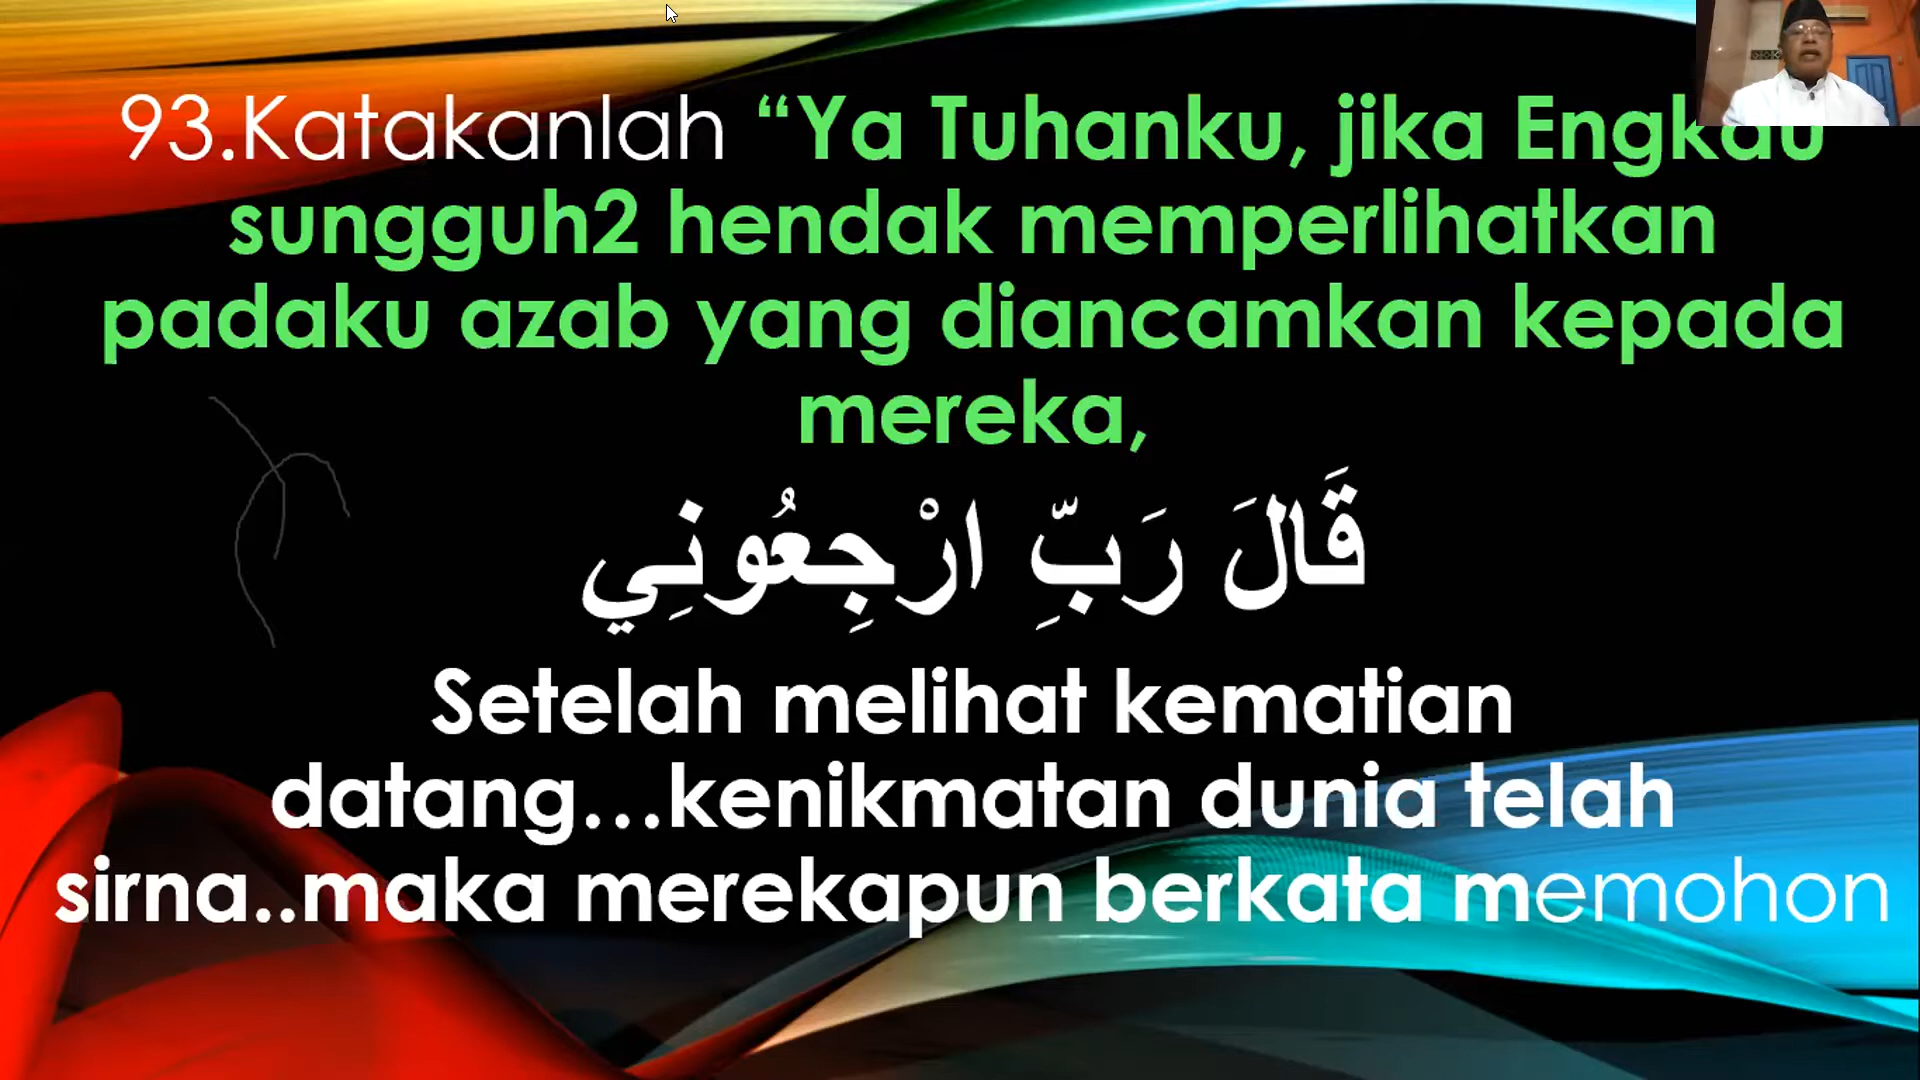 93.Katakanlah “Ya Tuhanku, jika Engkau
sungguh2 hendak memperlihatkan
padaku azab yang diancamkan kepada
mereka,
قَالَ رَبِّ ارْجِعُونِي
Setelah melihat kematian
datang...kenikmatan dunia telah
sirna..maka merekapun berkata memohon